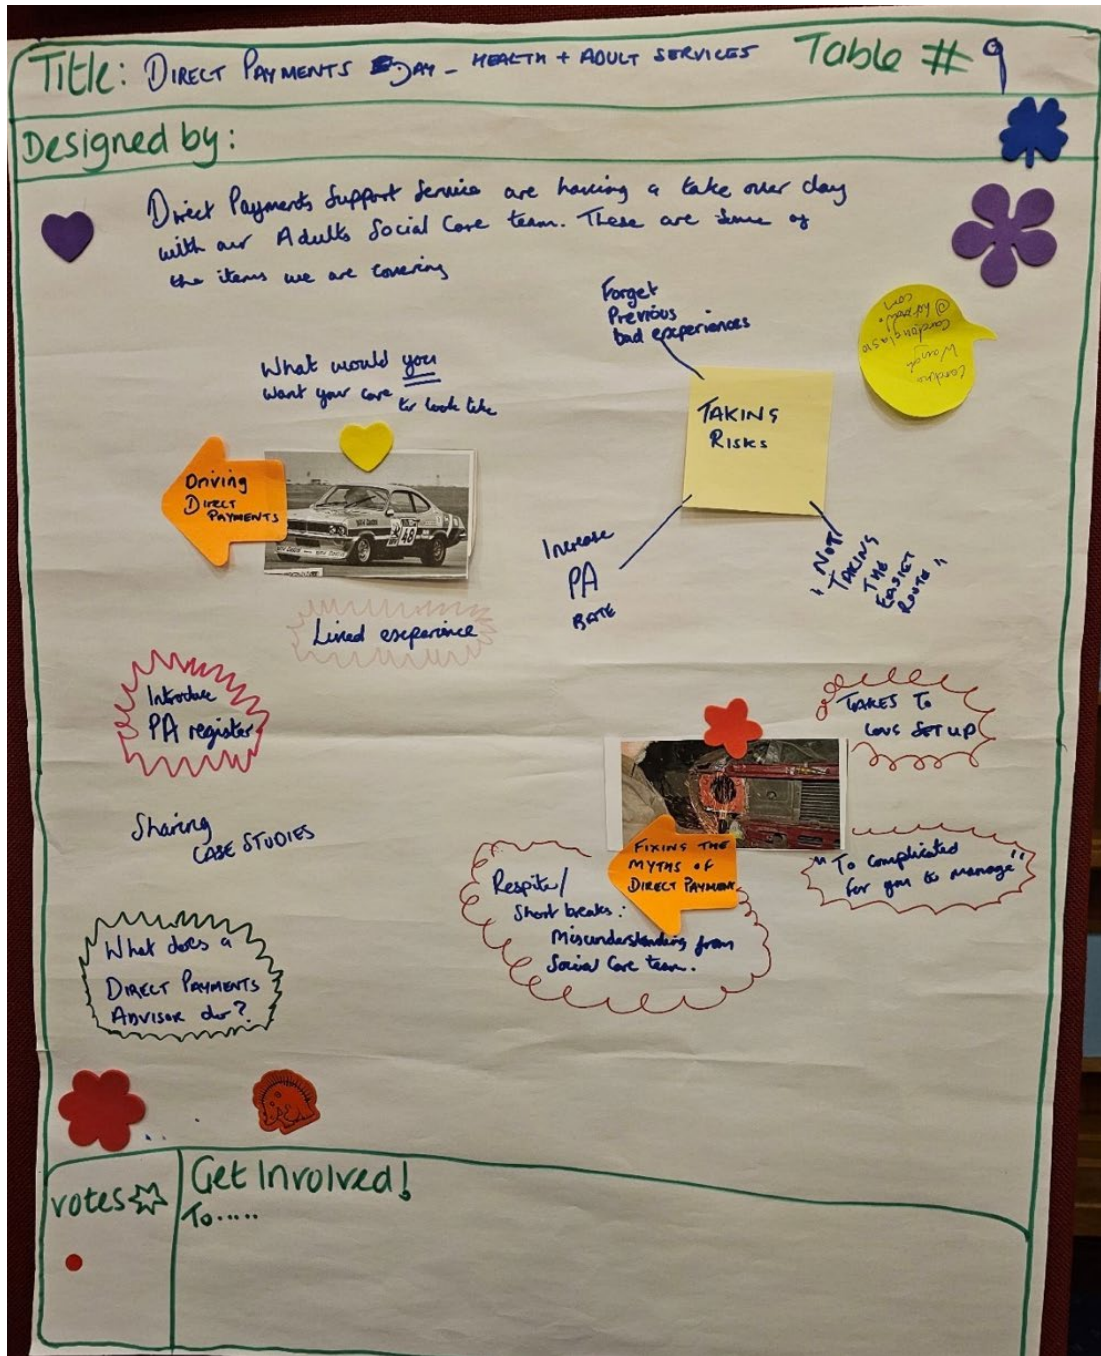 Title: DIRECT PAYMENTS DAY - HEALTH + ADULT SERVICES Table # 9
Designed by:
Direct Payments Support Service are having a take over day
with our Adults Social Care team. These are some of
the items we are covering
Forget
Previous
bad experiences
What would you
want your care to look like
TAKING
RISKS
Driving
DIRECT
PAYMENTS
48
Increase
PA
RATE
"NOT
TAKING
THE
EASIET
ROUTE"
Lived experience
Introduce
PA register
TAKES TO
LONG SET UP
Sharing
CASE STUDIES
FIXING THE
MYTHS OF
DIRECT PAYMENT
"To complicated
for you to manage"
Respite/
Short breaks:
Misunderstanding from
Social Care team.
What does a
DIRECT PAYMENTS
ADVISOR do?
votes
Get Involved!
To.....